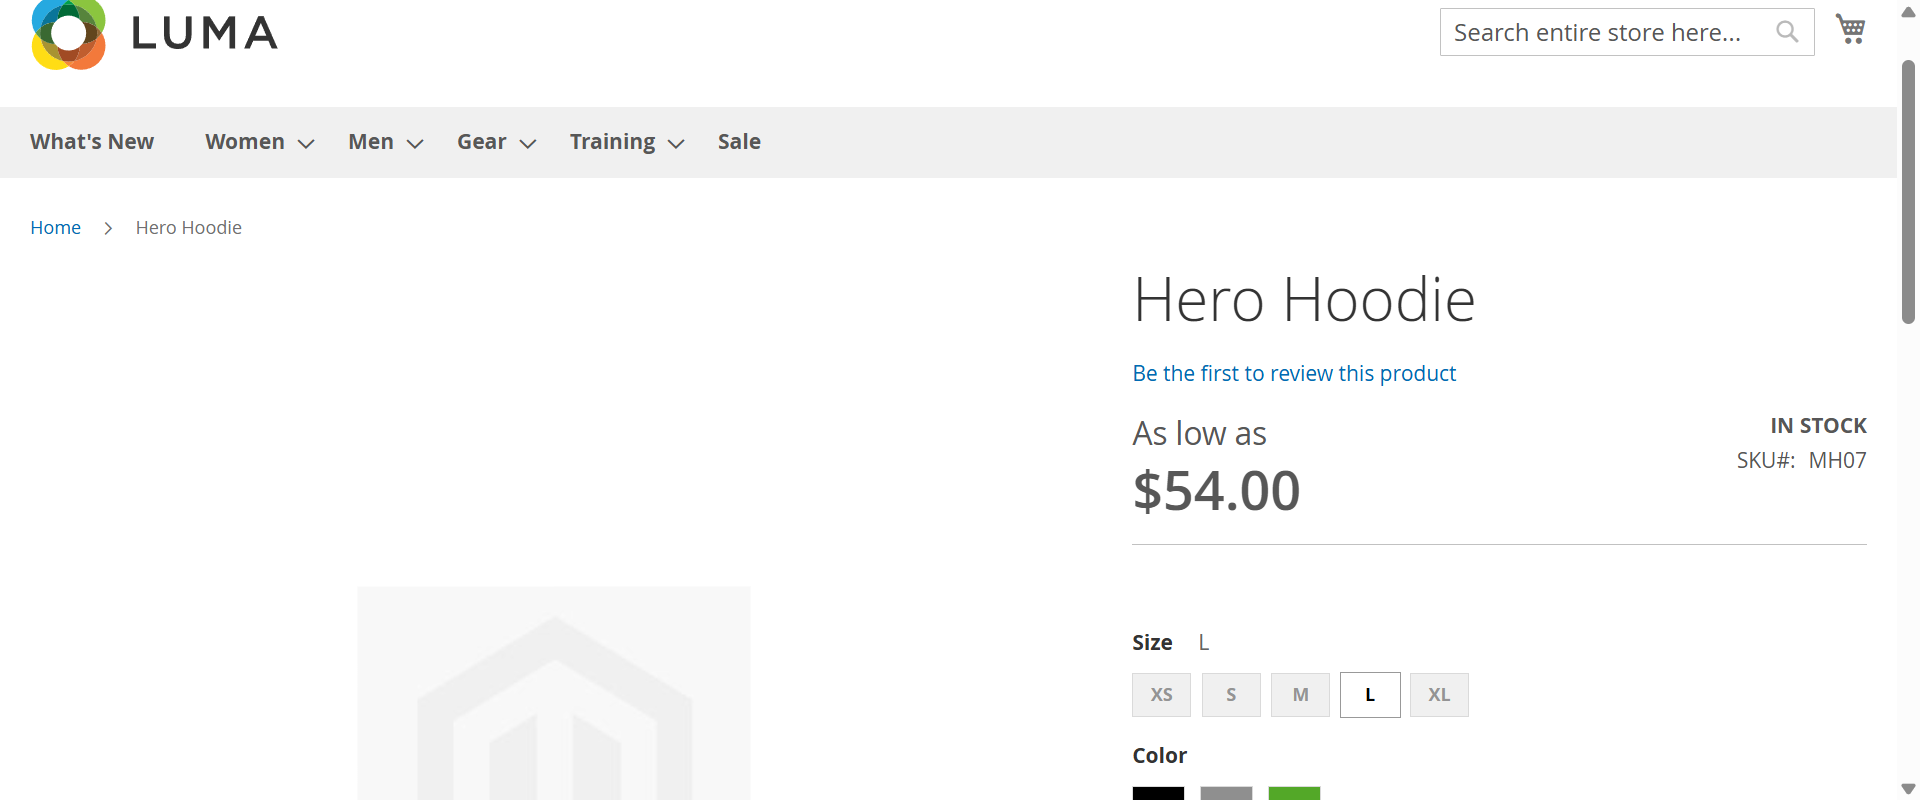 LUMA
Search entire store here...
What's New Women Men Gear Training Sale
Home Hero Hoodie
Hero Hoodie
Be the first to review this product
As low as
$54.00
IN STOCK
SKU#: MH07
Size L
XS S M L XL
Color